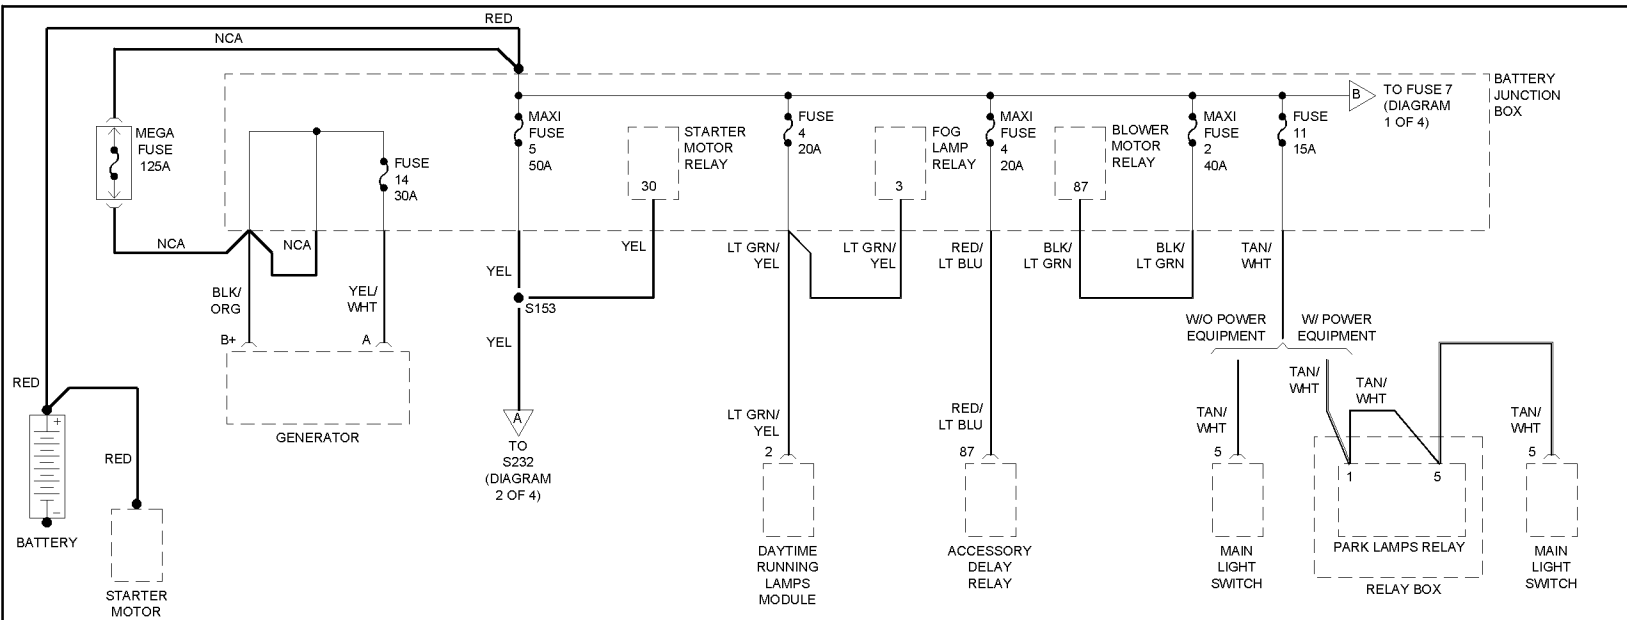 RED
NCA
BATTERY
JUNCTION
BOX
B
TO FUSE 7
(DIAGRAM
1 OF 4)
MEGA
FUSE
125A
FUSE
14
30A
MAXI
FUSE
5
50A
STARTER
MOTOR
RELAY
30
FUSE
4
20A
FOG
LAMP
RELAY
3
MAXI
FUSE
4
20A
BLOWER
MOTOR
RELAY
87
MAXI
FUSE
2
40A
FUSE
11
15A
NCA
NCA
YEL
YEL
LT GRN/
YEL
LT GRN/
YEL
RED/
LT BLU
BLK/
LT GRN
BLK/
LT GRN
TAN/
WHT
BLK/
ORG
YEL/
WHT
S153
YEL
B+
A
GENERATOR
W/O POWER
EQUIPMENT
W/ POWER
EQUIPMENT
TAN/
WHT
TAN/
WHT
RED
+
-
BATTERY
RED
STARTER
MOTOR
A
TO
S232
(DIAGRAM
2 OF 4)
LT GRN/
YEL
2
DAYTIME
RUNNING
LAMPS
MODULE
RED/
LT BLU
87
ACCESSORY
DELAY
RELAY
TAN/
WHT
5
MAIN
LIGHT
SWITCH
1
5
PARK LAMPS RELAY
RELAY BOX
TAN/
WHT
5
MAIN
LIGHT
SWITCH